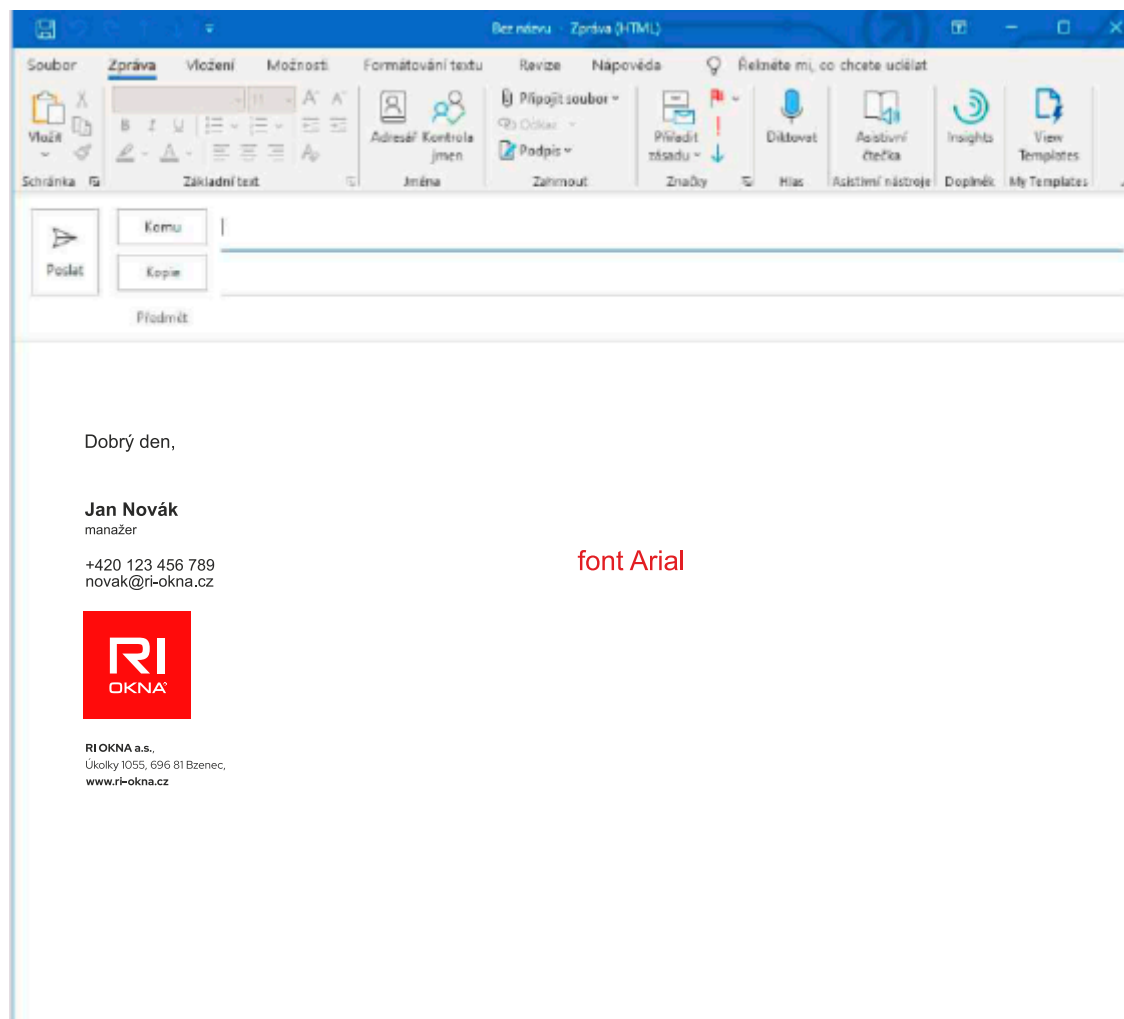 Bez názvu - Zpráva (HTML)
Soubor Zpráva Vložení Možnosti Formátování textu Revize Nápověda Řekněte mi, co chcete udělat
Vložit
Schránka
11
A A
B I U
A
Základní text
Adresář Kontrola jmen
Jména
Připojit soubor
Odkaz
Podpis
Zahrnout
Přiřadit zásadu
Značky
Diktovat
Hlas
Asistivní čtečka
Asistivní nástroje
Insights
Doplněk
View Templates
My Templates
Poslat
Komu
Kopie
Předmět
Dobrý den,
Jan Novák
manažer
+420 123 456 789
novak@ri-okna.cz
font Arial
RI
OKNA
RI OKNA a.s.,
Úkolky 1055, 696 81 Bzenec,
www.ri-okna.cz